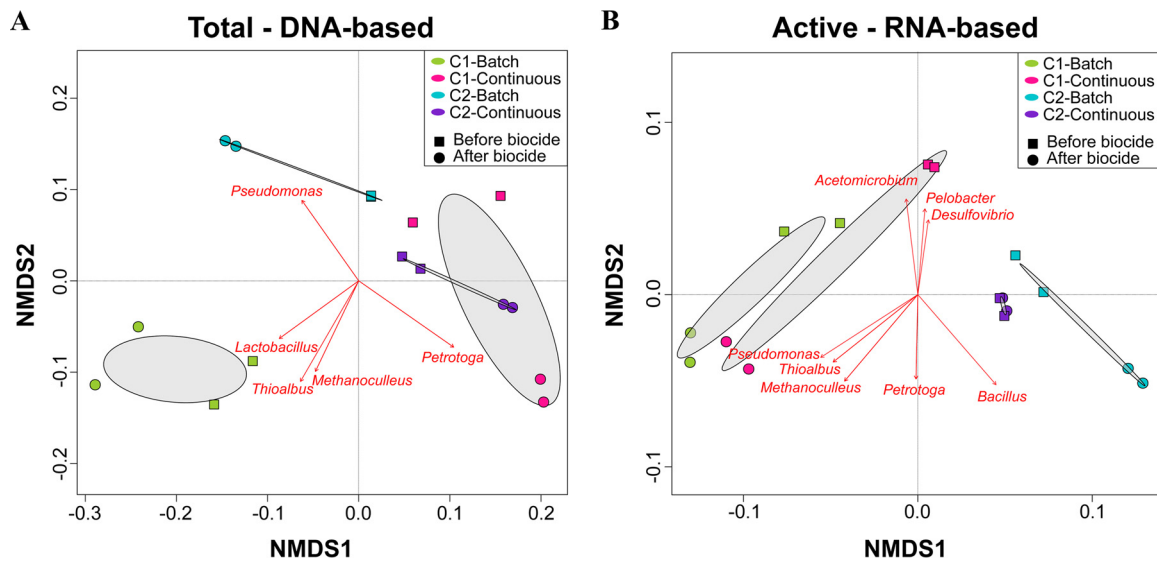 A
Total - DNA-based
C1-Batch
C1-Continuous
C2-Batch
C2-Continuous
Before biocide
After biocide
NMDS2
0.2
0.1
0.0
-0.1
-0.2
Pseudomonas
Lactobacillus
Petrotoga
Methanoculleus
Thioalbus
-0.3
-0.2
-0.1
0.0
0.1
0.2
NMDS1
B
Active - RNA-based
C1-Batch
C1-Continuous
C2-Batch
C2-Continuous
Before biocide
After biocide
NMDS2
0.1
0.0
-0.1
Acetomicrobium
Pelobacter
Desulfovibrio
Pseudomonas
Thioalbus
Methanoculleus
Petrotoga
Bacillus
-0.1
0.0
0.1
NMDS1